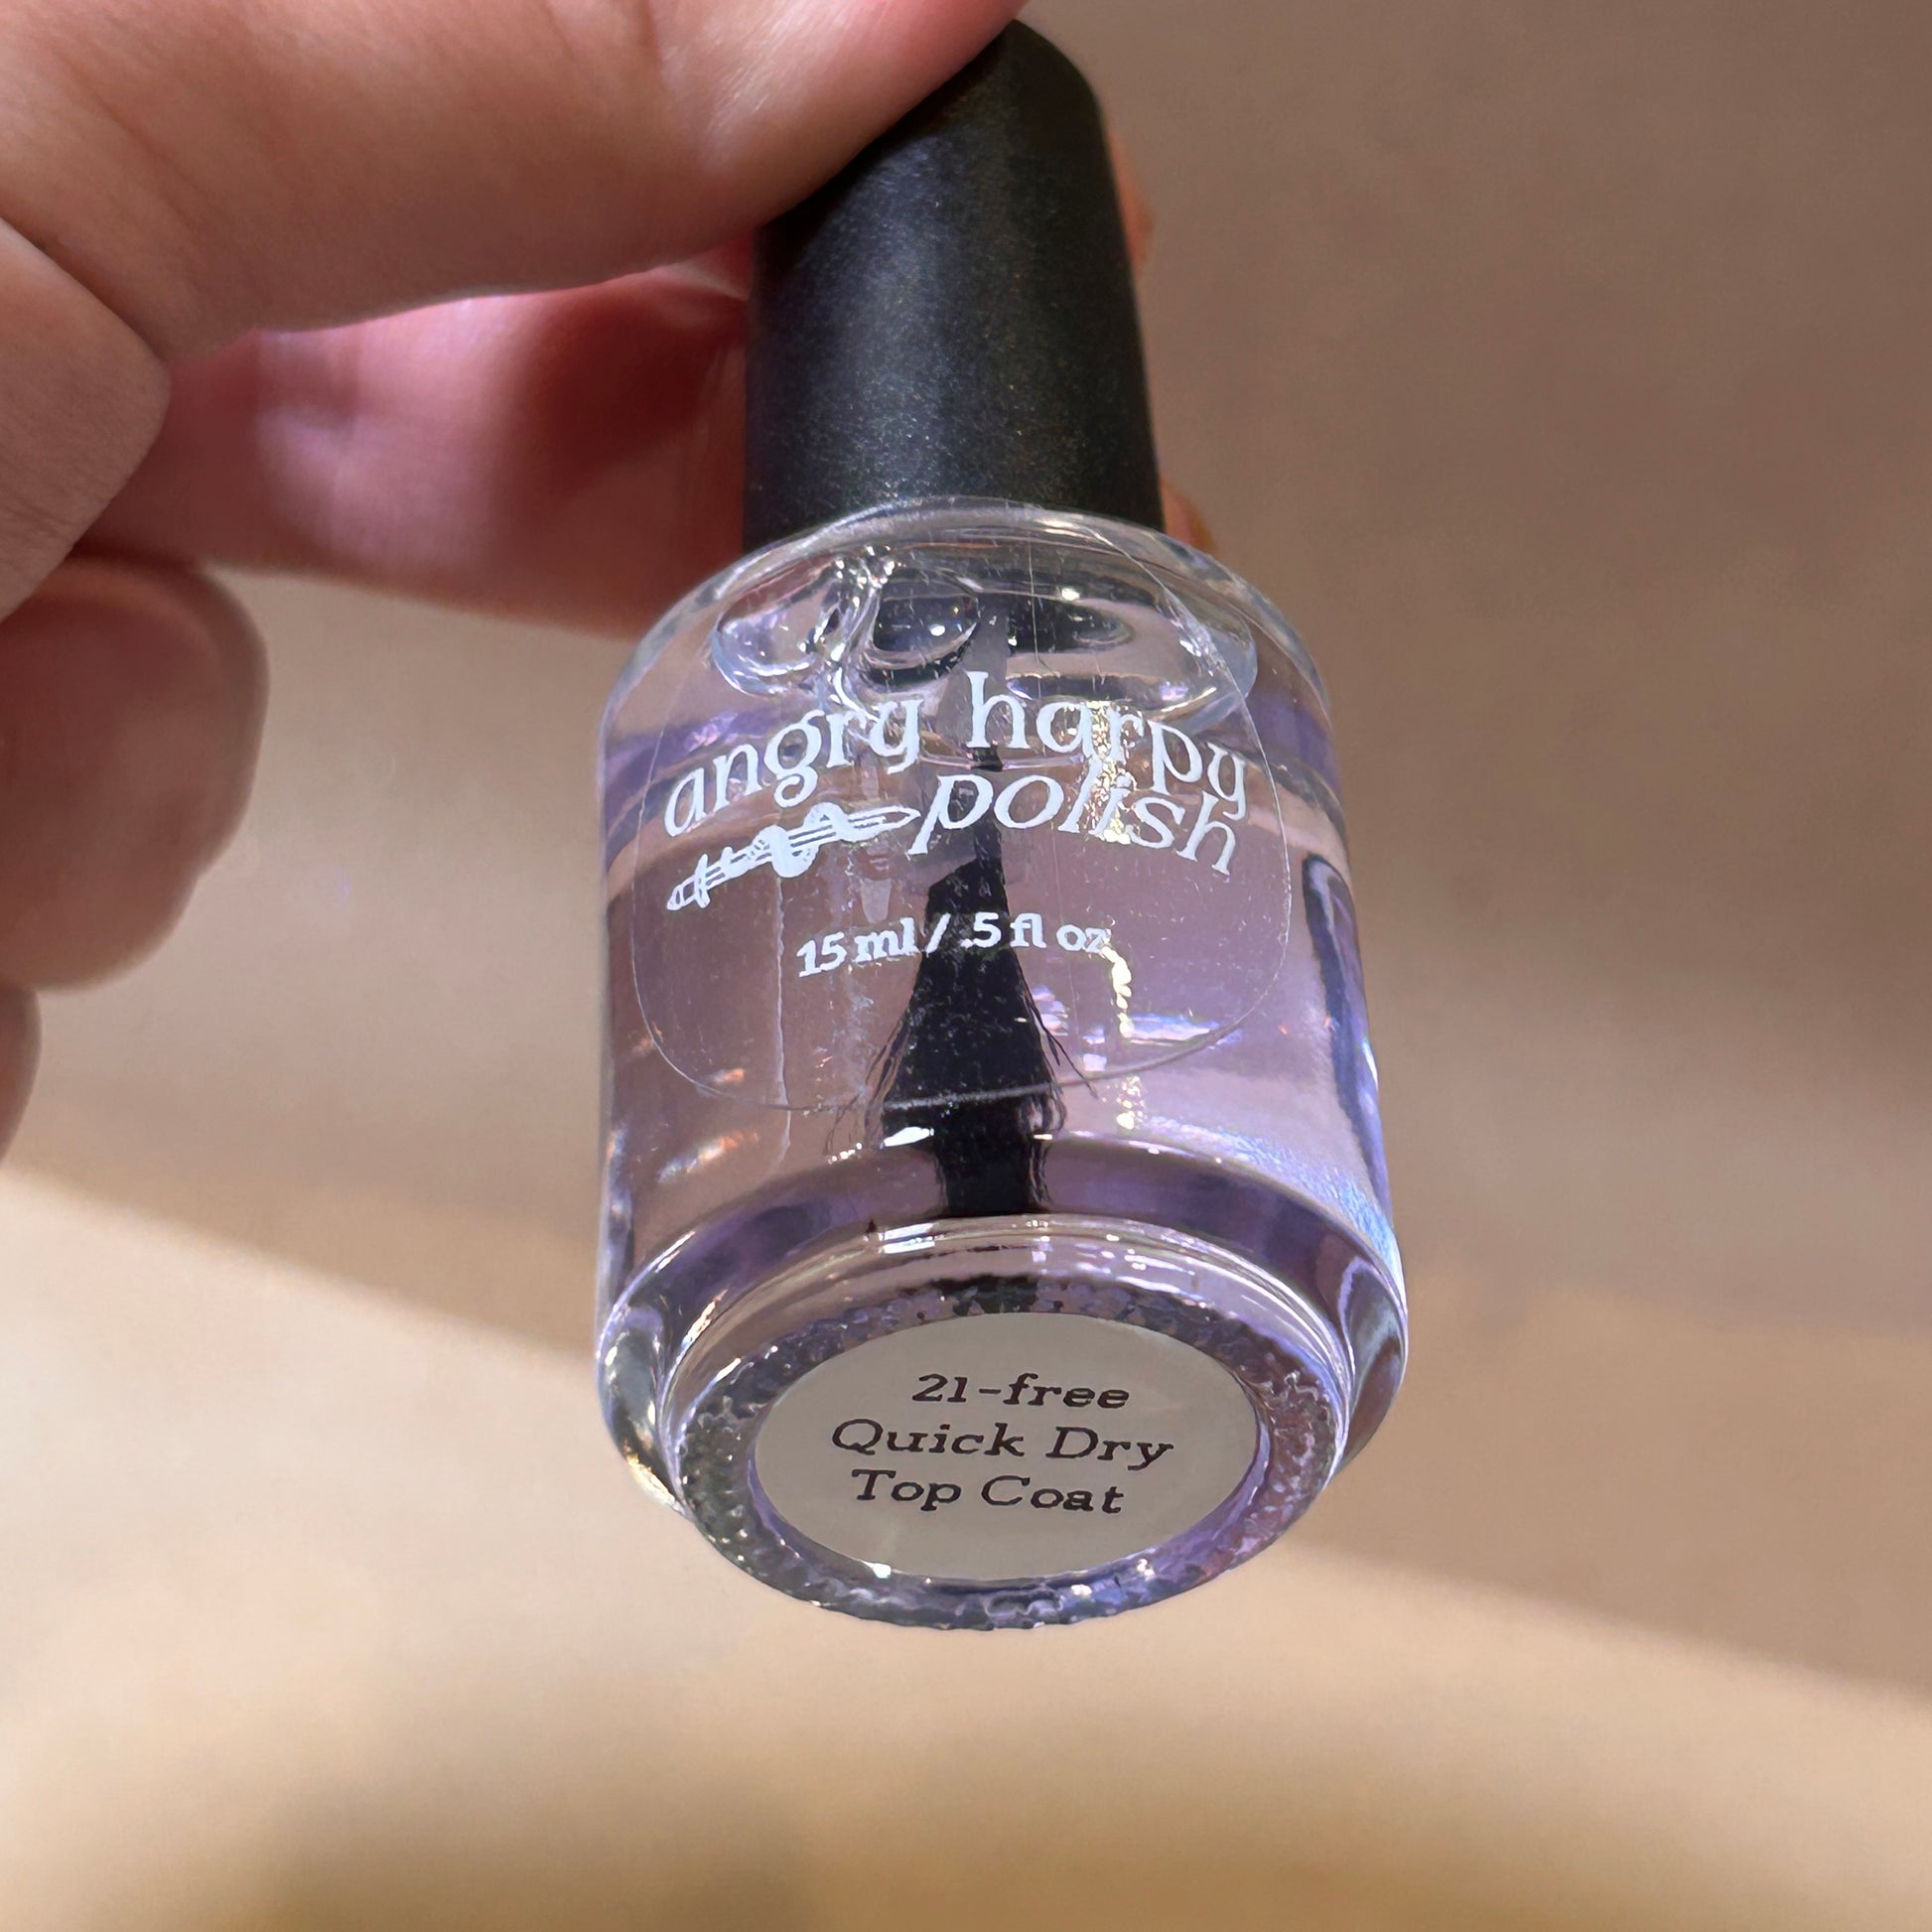 angry harpy
polish
15 ml / .5 fl oz
21-free
Quick Dry
Top Coat